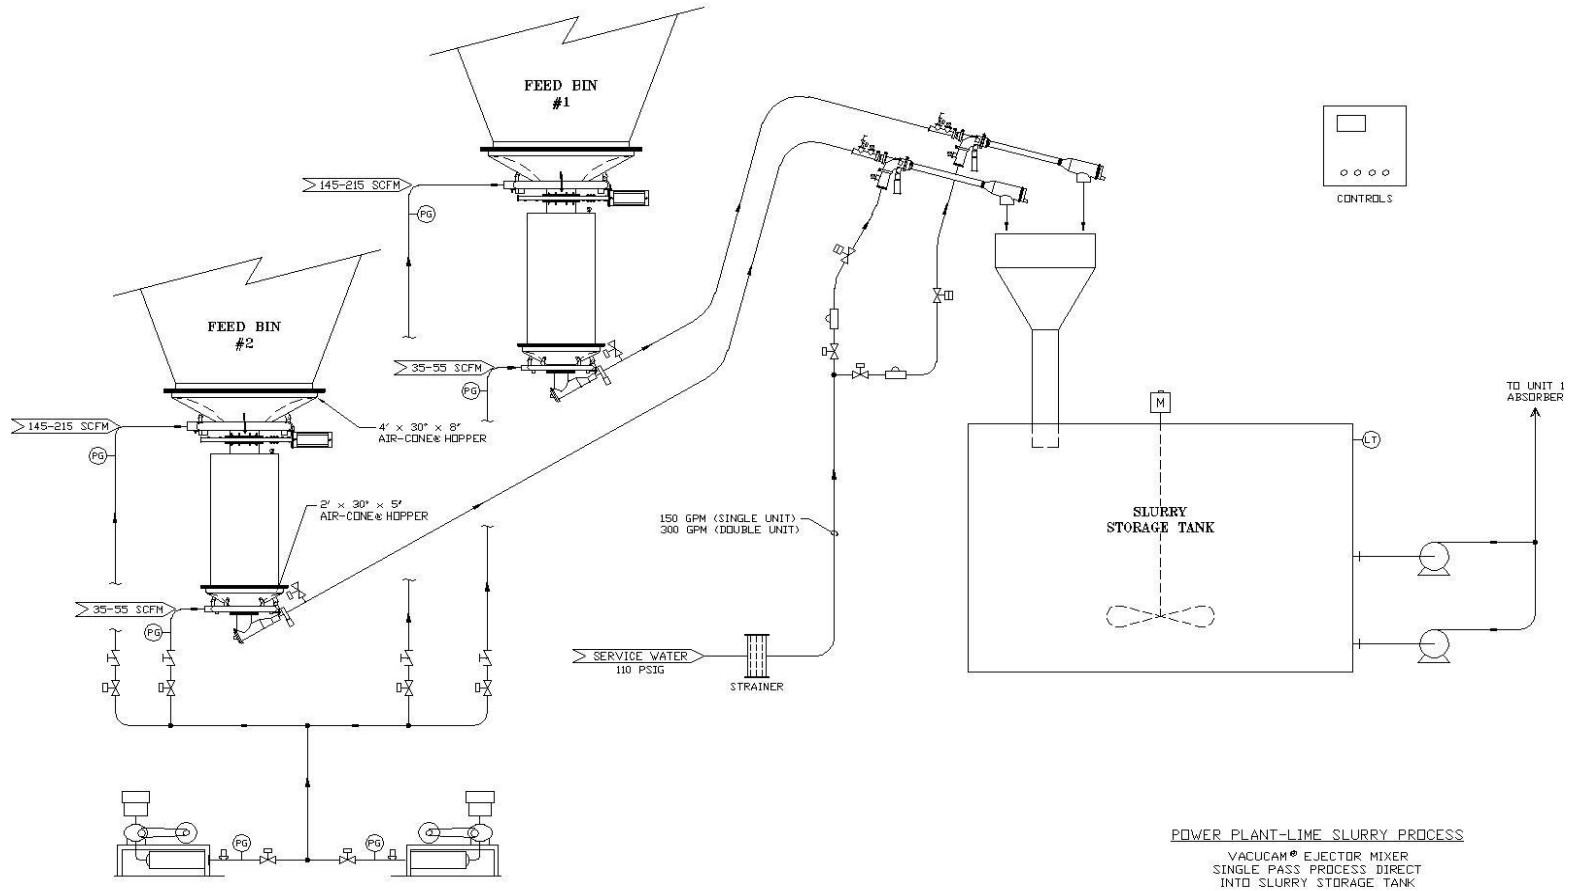 FEED BIN
#1
145-215 SCFM
PG
35-55 SCFM
PG
FEED BIN
#2
145-215 SCFM
PG
4' x 30° x 8"
AIR-CONE® HOPPER
2' x 30° x 5"
AIR-CONE® HOPPER
35-55 SCFM
PG
PG
PG
150 GPM (SINGLE UNIT)
300 GPM (DOUBLE UNIT)
SERVICE WATER
110 PSIG
STRAINER
CONTROLS
M
LT
SLURRY
STORAGE TANK
TO UNIT 1
ABSORBER
POWER PLANT-LIME SLURRY PROCESS
VACUCAM® EJECTOR MIXER
SINGLE PASS PROCESS DIRECT
INTO SLURRY STORAGE TANK